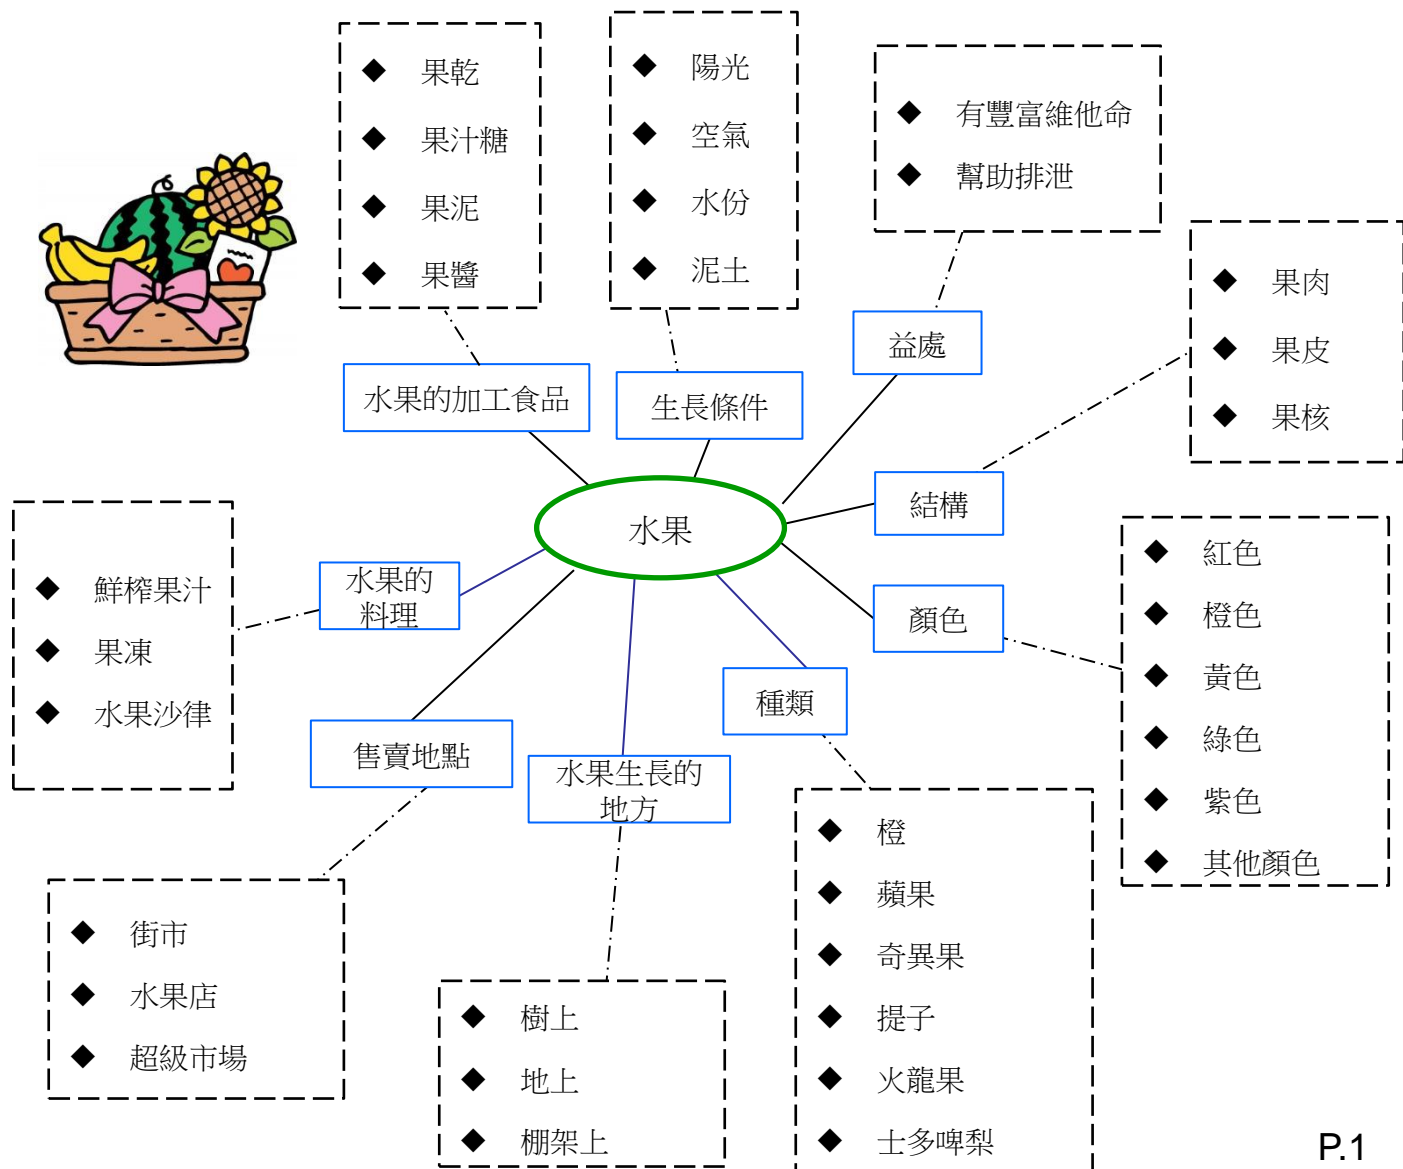 果乾
果汁糖
果泥
果醬
陽光
空氣
水份
泥土
有豐富維他命
幫助排泄
果肉
果皮
果核
水果的加工食品
生長條件
益處
結構
水果
顏色
紅色
橙色
黃色
綠色
紫色
其他顏色
水果的
料理
鮮榨果汁
果凍
水果沙律
售賣地點
街市
水果店
超級市場
水果生長的
地方
樹上
地上
棚架上
種類
橙
蘋果
奇異果
提子
火龍果
士多啤梨
P.1